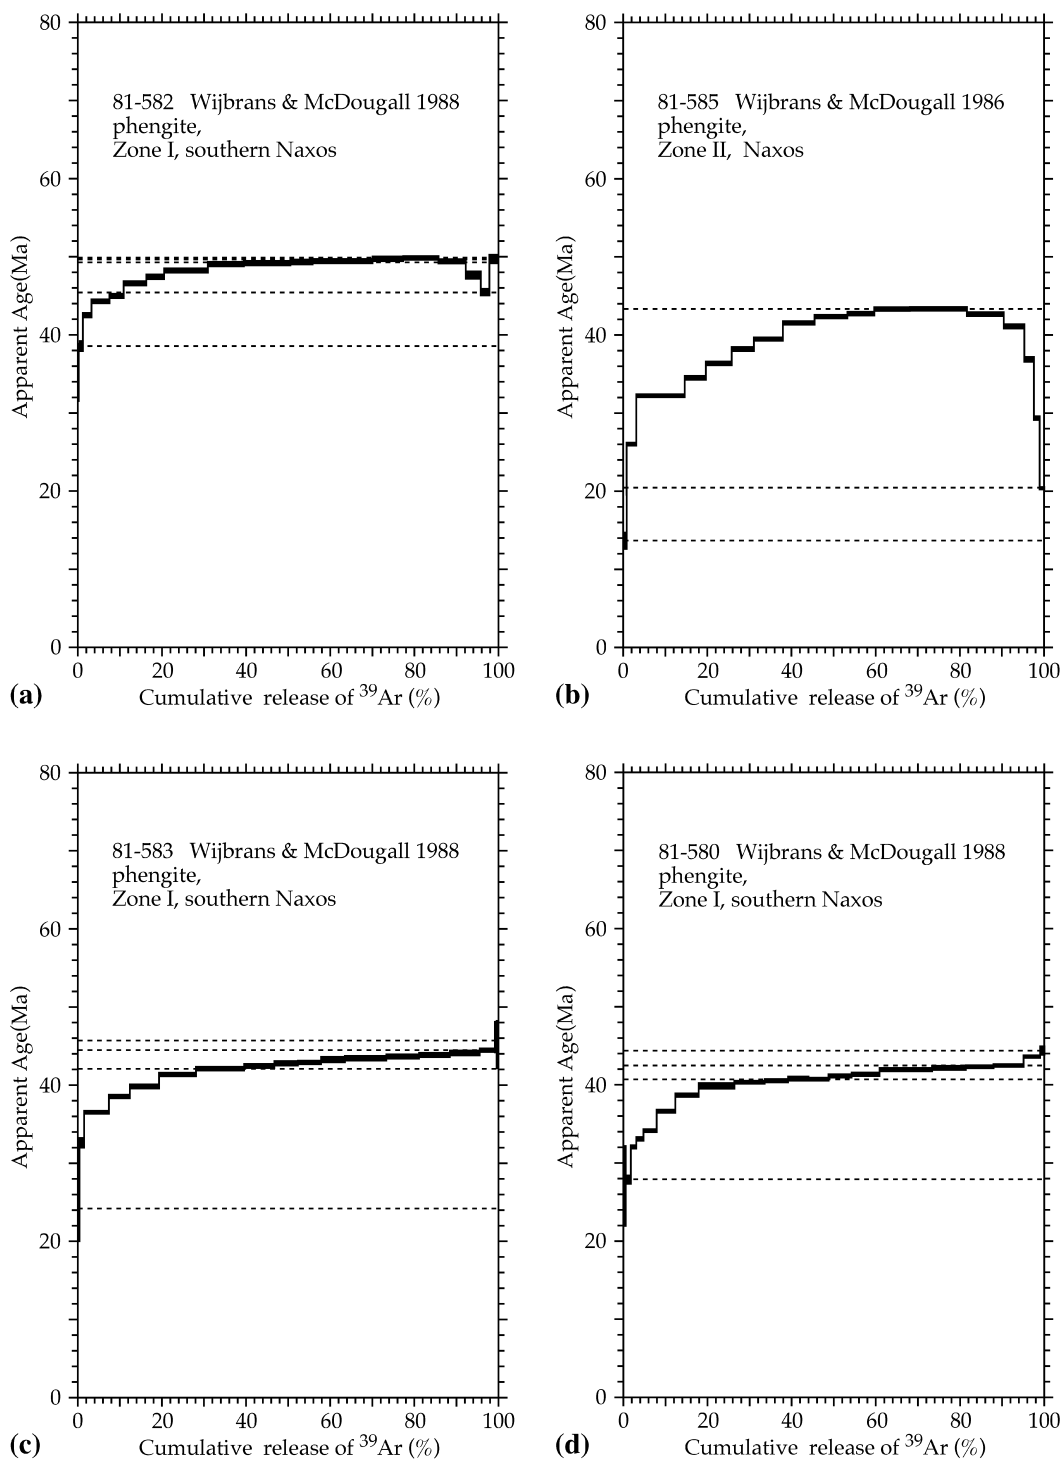 80
81-582 Wijbrans & McDougall 1988
phengite,
Zone I, southern Naxos
60
40
20
0
Apparent Age(Ma)
0 20 40 60 80 100
(a)
Cumulative release of 39Ar (%)
80
81-585 Wijbrans & McDougall 1986
phengite,
Zone II, Naxos
60
40
20
0
Apparent Age(Ma)
0 20 40 60 80 100
(b)
Cumulative release of 39Ar (%)
80
81-583 Wijbrans & McDougall 1988
phengite,
Zone I, southern Naxos
60
40
20
0
Apparent Age(Ma)
0 20 40 60 80 100
(c)
Cumulative release of 39Ar (%)
80
81-580 Wijbrans & McDougall 1988
phengite,
Zone I, southern Naxos
60
40
20
0
Apparent Age(Ma)
0 20 40 60 80 100
(d)
Cumulative release of 39Ar (%)